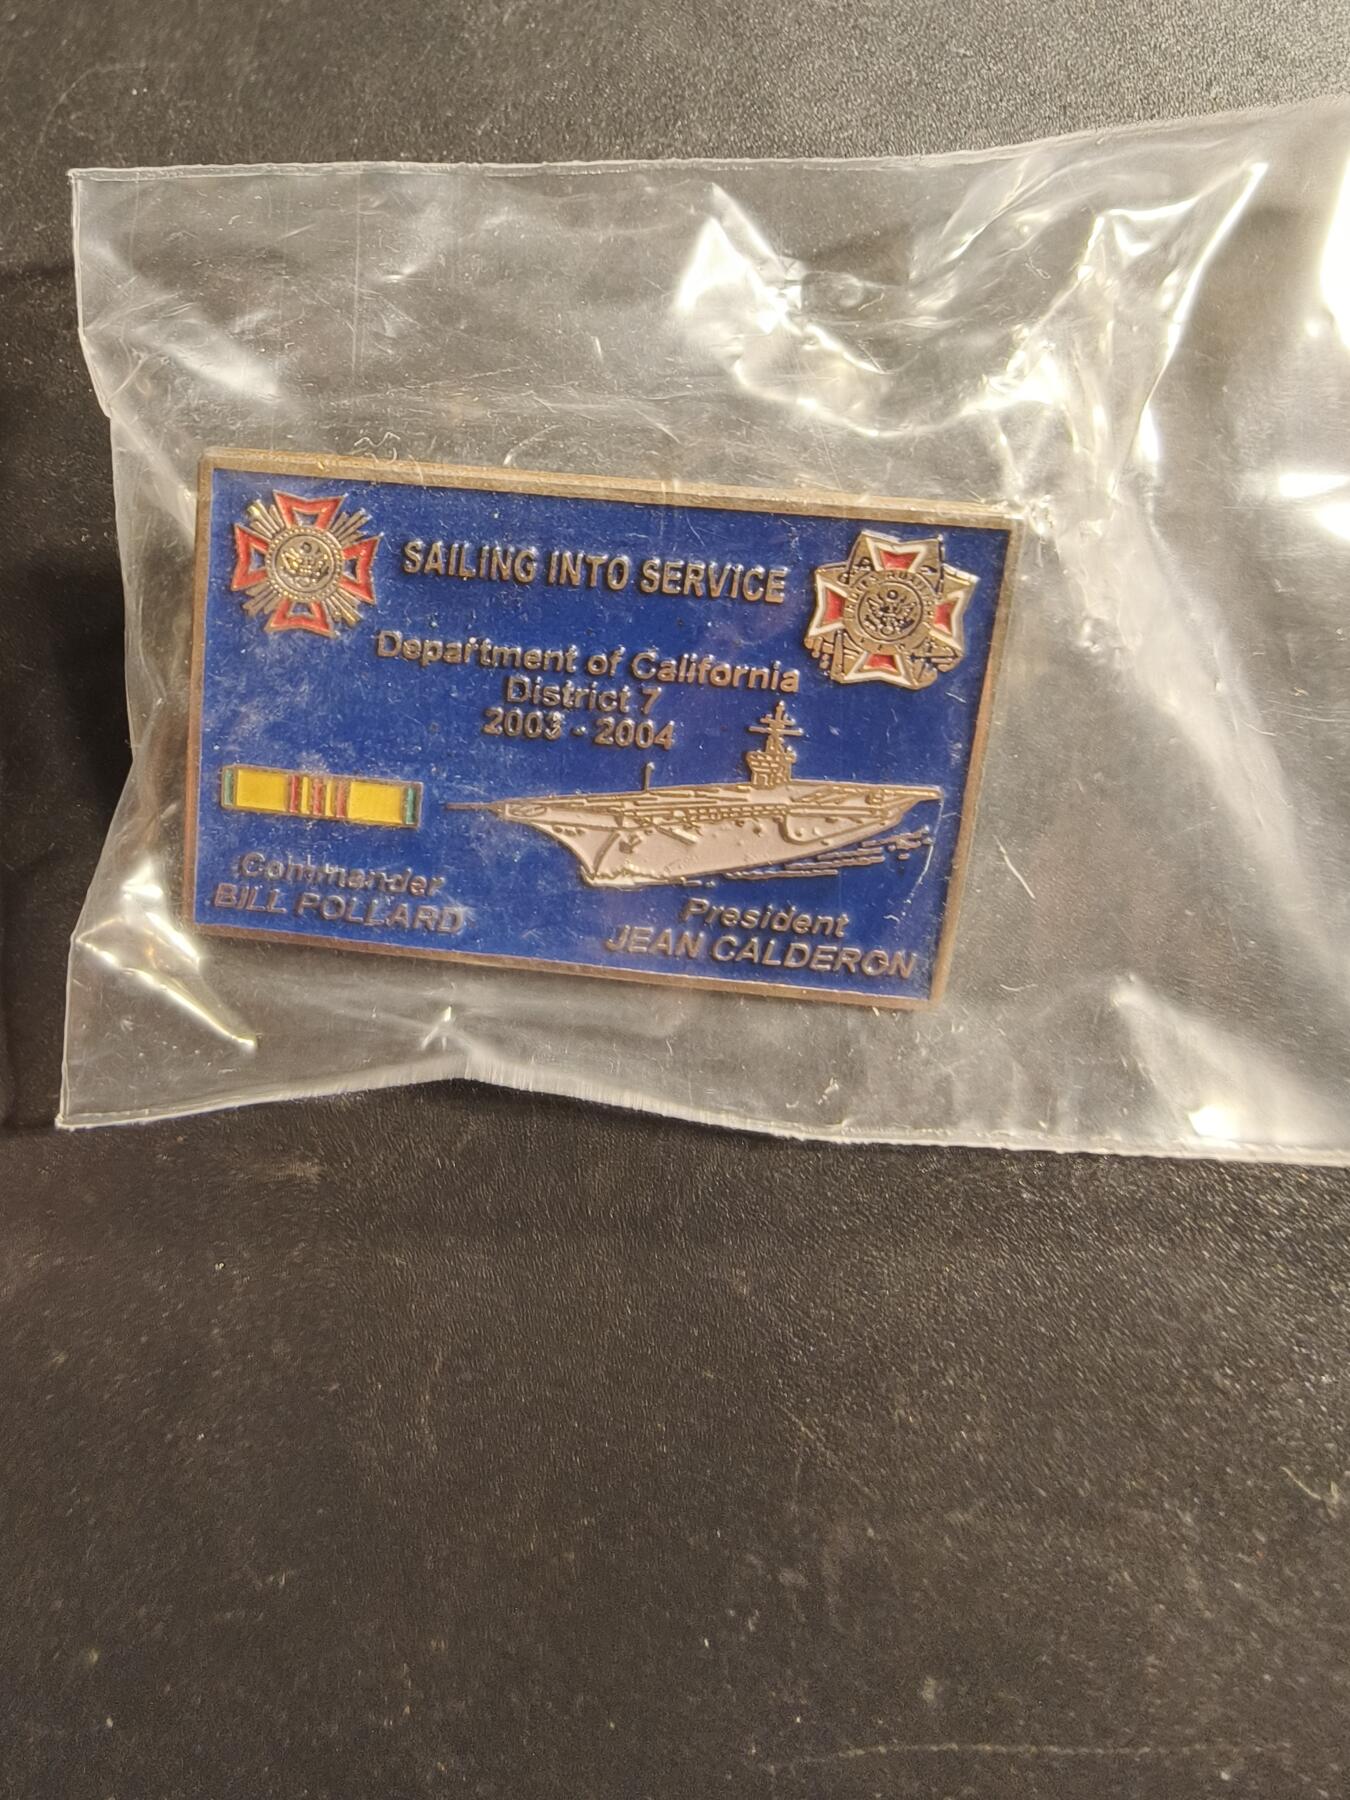 SAILING INTO SERVICE
Department of California
District 7
2003 - 2004
Commander
BILL POLLARD
President
JEAN CALDERON